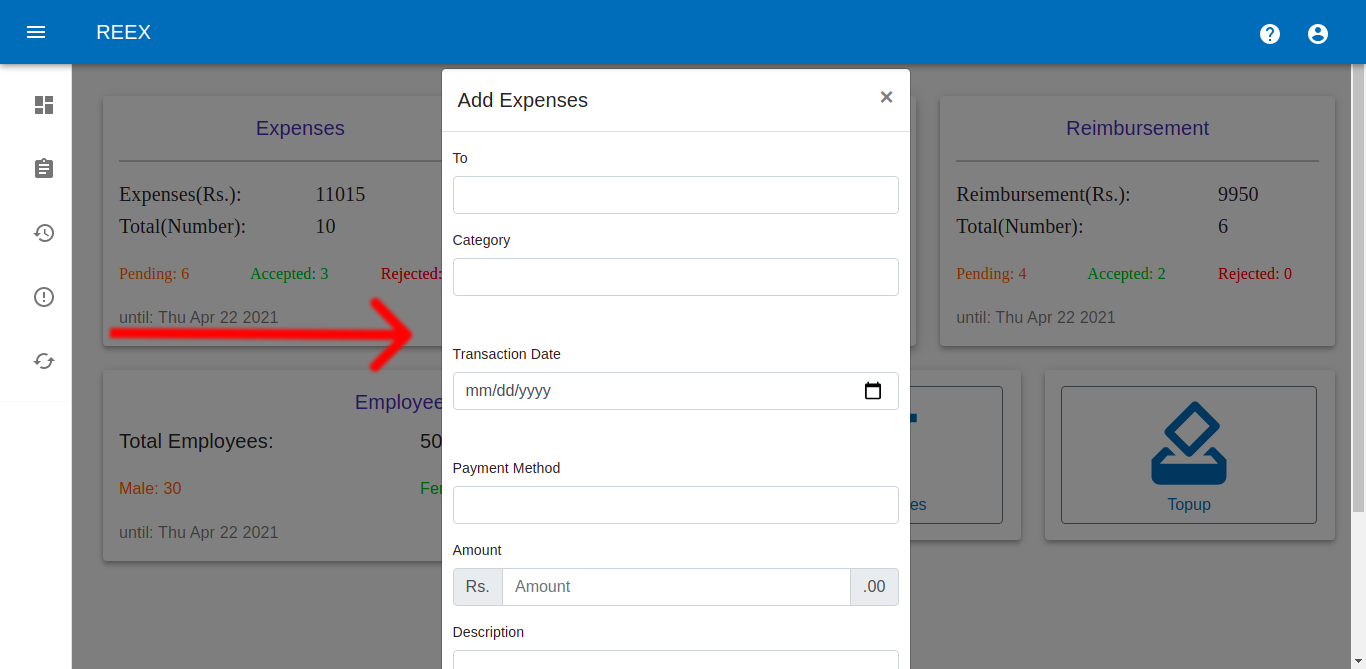 REEX
Expenses
Expenses(Rs.): 11015
Total(Number): 10
Pending: 6 Accepted: 3 Rejected:
until: Thu Apr 22 2021
Reimbursement
Reimbursement(Rs.): 9950
Total(Number): 6
Pending: 4 Accepted: 2 Rejected: 0
until: Thu Apr 22 2021
Employee
Total Employees: 50
Male: 30 Fe
until: Thu Apr 22 2021
es
Topup
Add Expenses ×
To
Category
Transaction Date
mm/dd/yyyy
Payment Method
Amount
Rs. Amount .00
Description